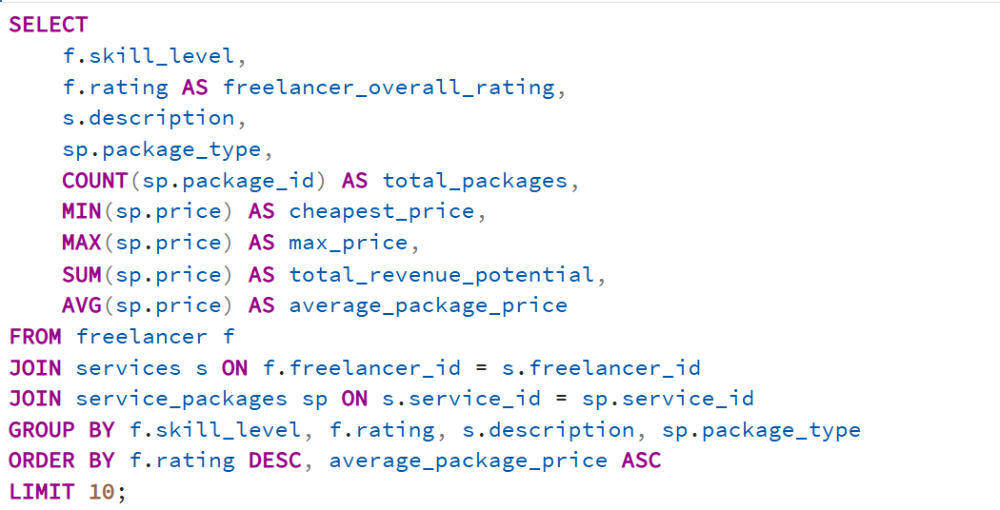 SELECT
    f.skill_level,
    f.rating AS freelancer_overall_rating,
    s.description,
    sp.package_type,
    COUNT(sp.package_id) AS total_packages,
    MIN(sp.price) AS cheapest_price,
    MAX(sp.price) AS max_price,
    SUM(sp.price) AS total_revenue_potential,
    AVG(sp.price) AS average_package_price
FROM freelancer f
JOIN services s ON f.freelancer_id = s.freelancer_id
JOIN service_packages sp ON s.service_id = sp.service_id
GROUP BY f.skill_level, f.rating, s.description, sp.package_type
ORDER BY f.rating DESC, average_package_price ASC
LIMIT 10;